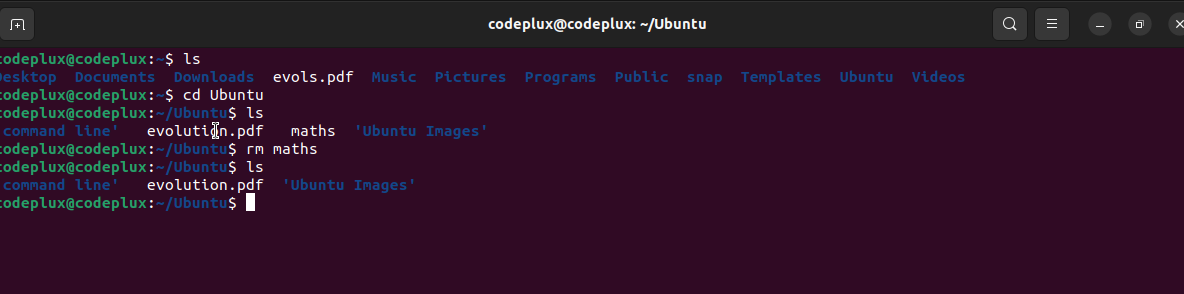 codeplux@codeplux: ~/Ubuntu
codeplux@codeplux:~$ ls
Desktop Documents Downloads evols.pdf Music Pictures Programs Public snap Templates Ubuntu Videos
codeplux@codeplux:~$ cd Ubuntu
codeplux@codeplux:~/Ubuntu$ ls
'command line' evolution.pdf maths 'Ubuntu Images'
codeplux@codeplux:~/Ubuntu$ rm maths
codeplux@codeplux:~/Ubuntu$ ls
'command line' evolution.pdf 'Ubuntu Images'
codeplux@codeplux:~/Ubuntu$